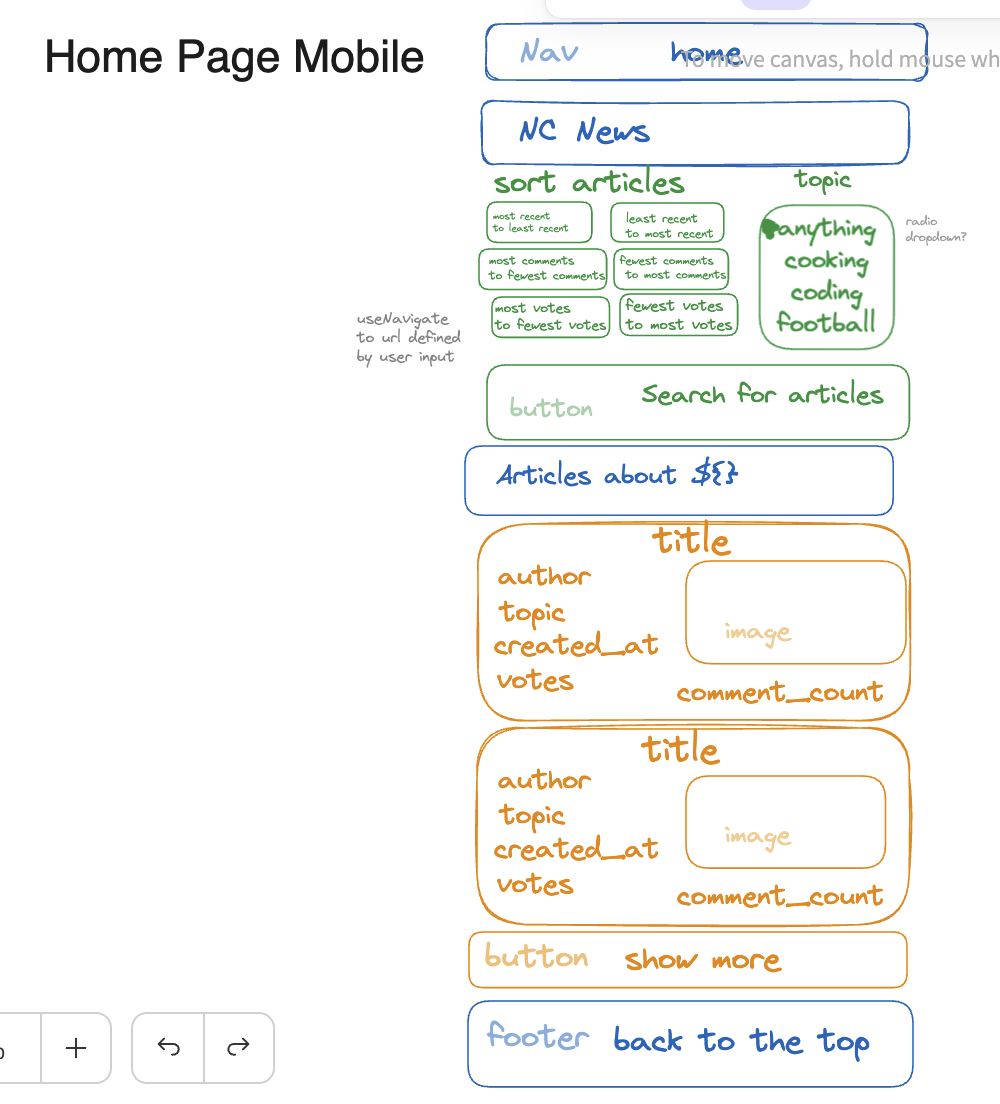 Home Page Mobile
Nav home
To move canvas, hold mouse wh
NC News
sort articles
topic
most recent
to least recent
least recent
to most recent
most comments
to fewest comments
fewest comments
to most comments
most votes
to fewest votes
fewest votes
to most votes
anything
cooking
coding
football
radio
dropdown?
useNavigate
to url defined
by user input
button
Search for articles
Articles about ${}
title
author
topic
created_at
votes
image
comment_count
title
author
topic
created_at
votes
image
comment_count
button show more
footer back to the top